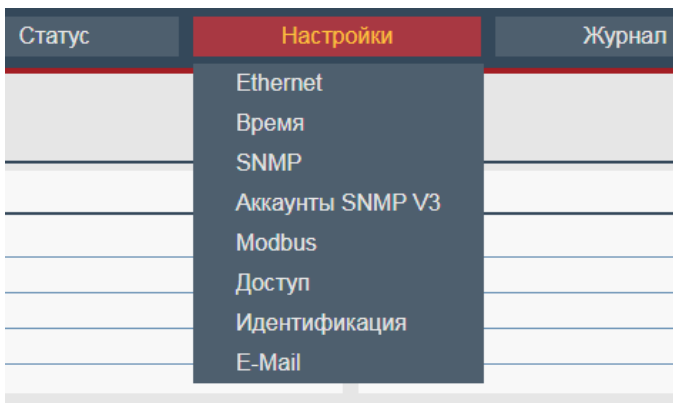 Статус Настройки Журнал
Ethernet
Время
SNMP
Аккаунты SNMP V3
Modbus
Доступ
Идентификация
E-Mail